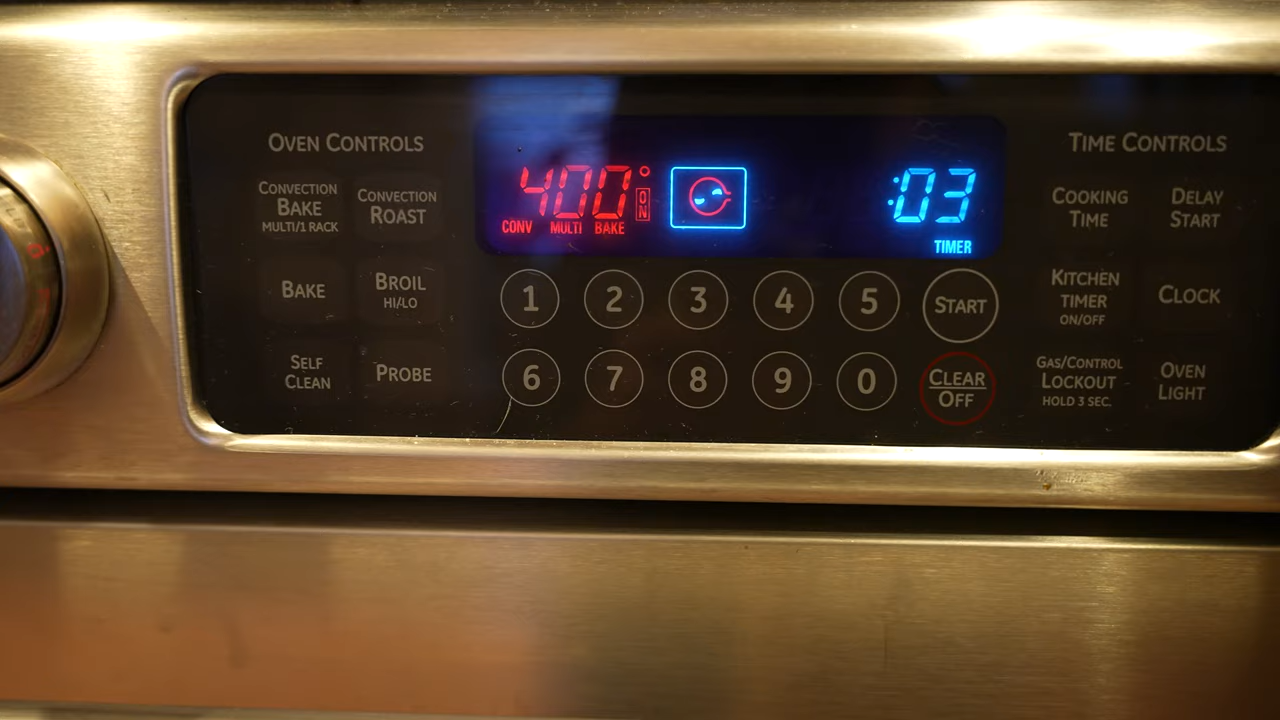 OVEN CONTROLS
CONVECTION
BAKE
MULTI/1 RACK
CONVECTION
ROAST
BAKE
BROIL
HI/LO
SELF
CLEAN
PROBE
400°
ON
CONV MULTI BAKE
:03
TIMER
1 2 3 4 5
START
6 7 8 9 0
CLEAR
OFF
TIME CONTROLS
COOKING
TIME
DELAY
START
KITCHEN
TIMER
ON/OFF
CLOCK
GAS/CONTROL
LOCKOUT
HOLD 3 SEC.
OVEN
LIGHT